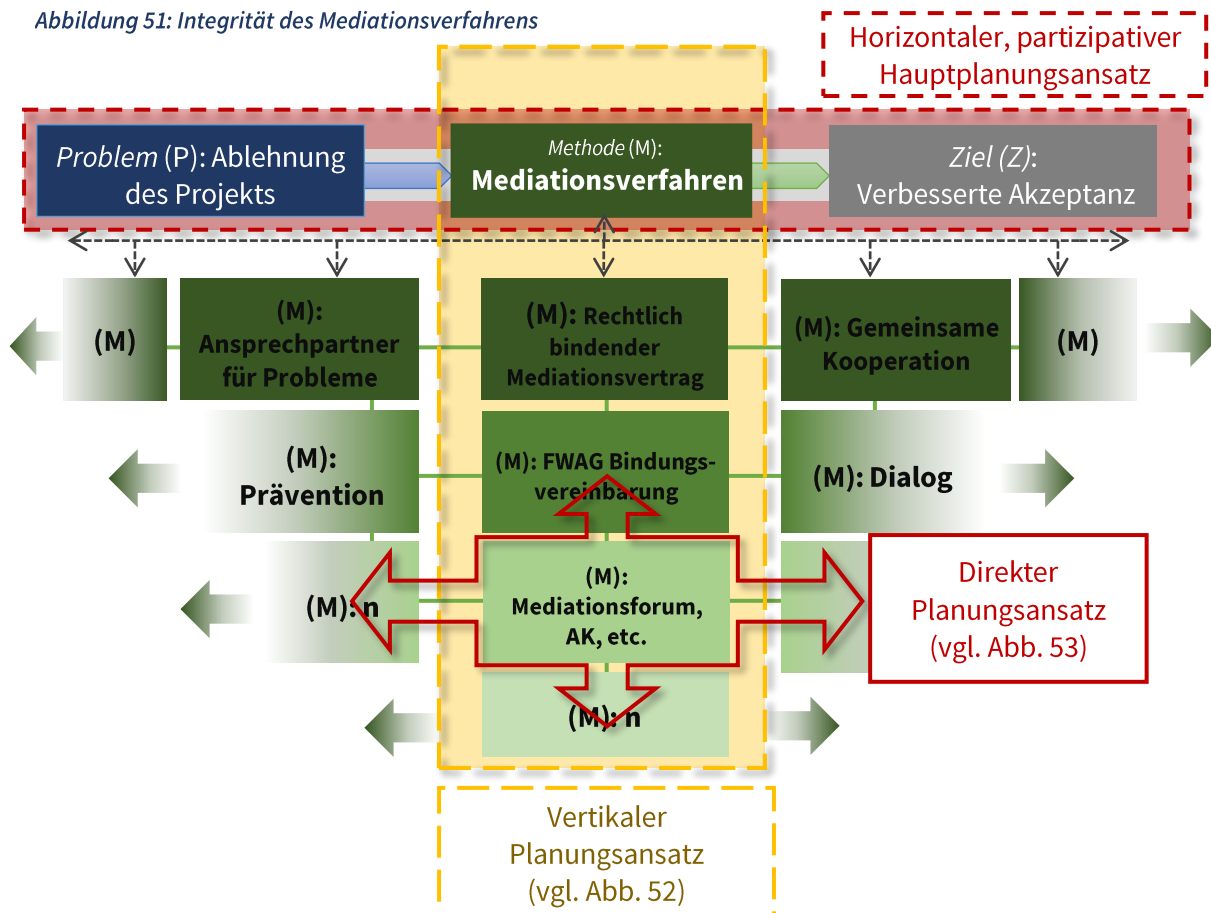 Abbildung 51: Integrität des Mediationsverfahrens
Horizontaler, partizipativer
Hauptplanungsansatz
Problem (P): Ablehnung
des Projekts
Methode (M):
Mediationsverfahren
Ziel (Z):
Verbesserte Akzeptanz
(M)
(M):
Ansprechpartner
für Probleme
(M): Rechtlich
bindender
Mediationsvertrag
(M): Gemeinsame
Kooperation
(M)
(M):
Prävention
(M): FWAG Bindungs-
vereinbarung
(M): Dialog
(M): n
(M):
Mediationsforum,
AK, etc.
Direkter
Planungsansatz
(vgl. Abb. 53)
(M): n
Vertikaler
Planungsansatz
(vgl. Abb. 52)